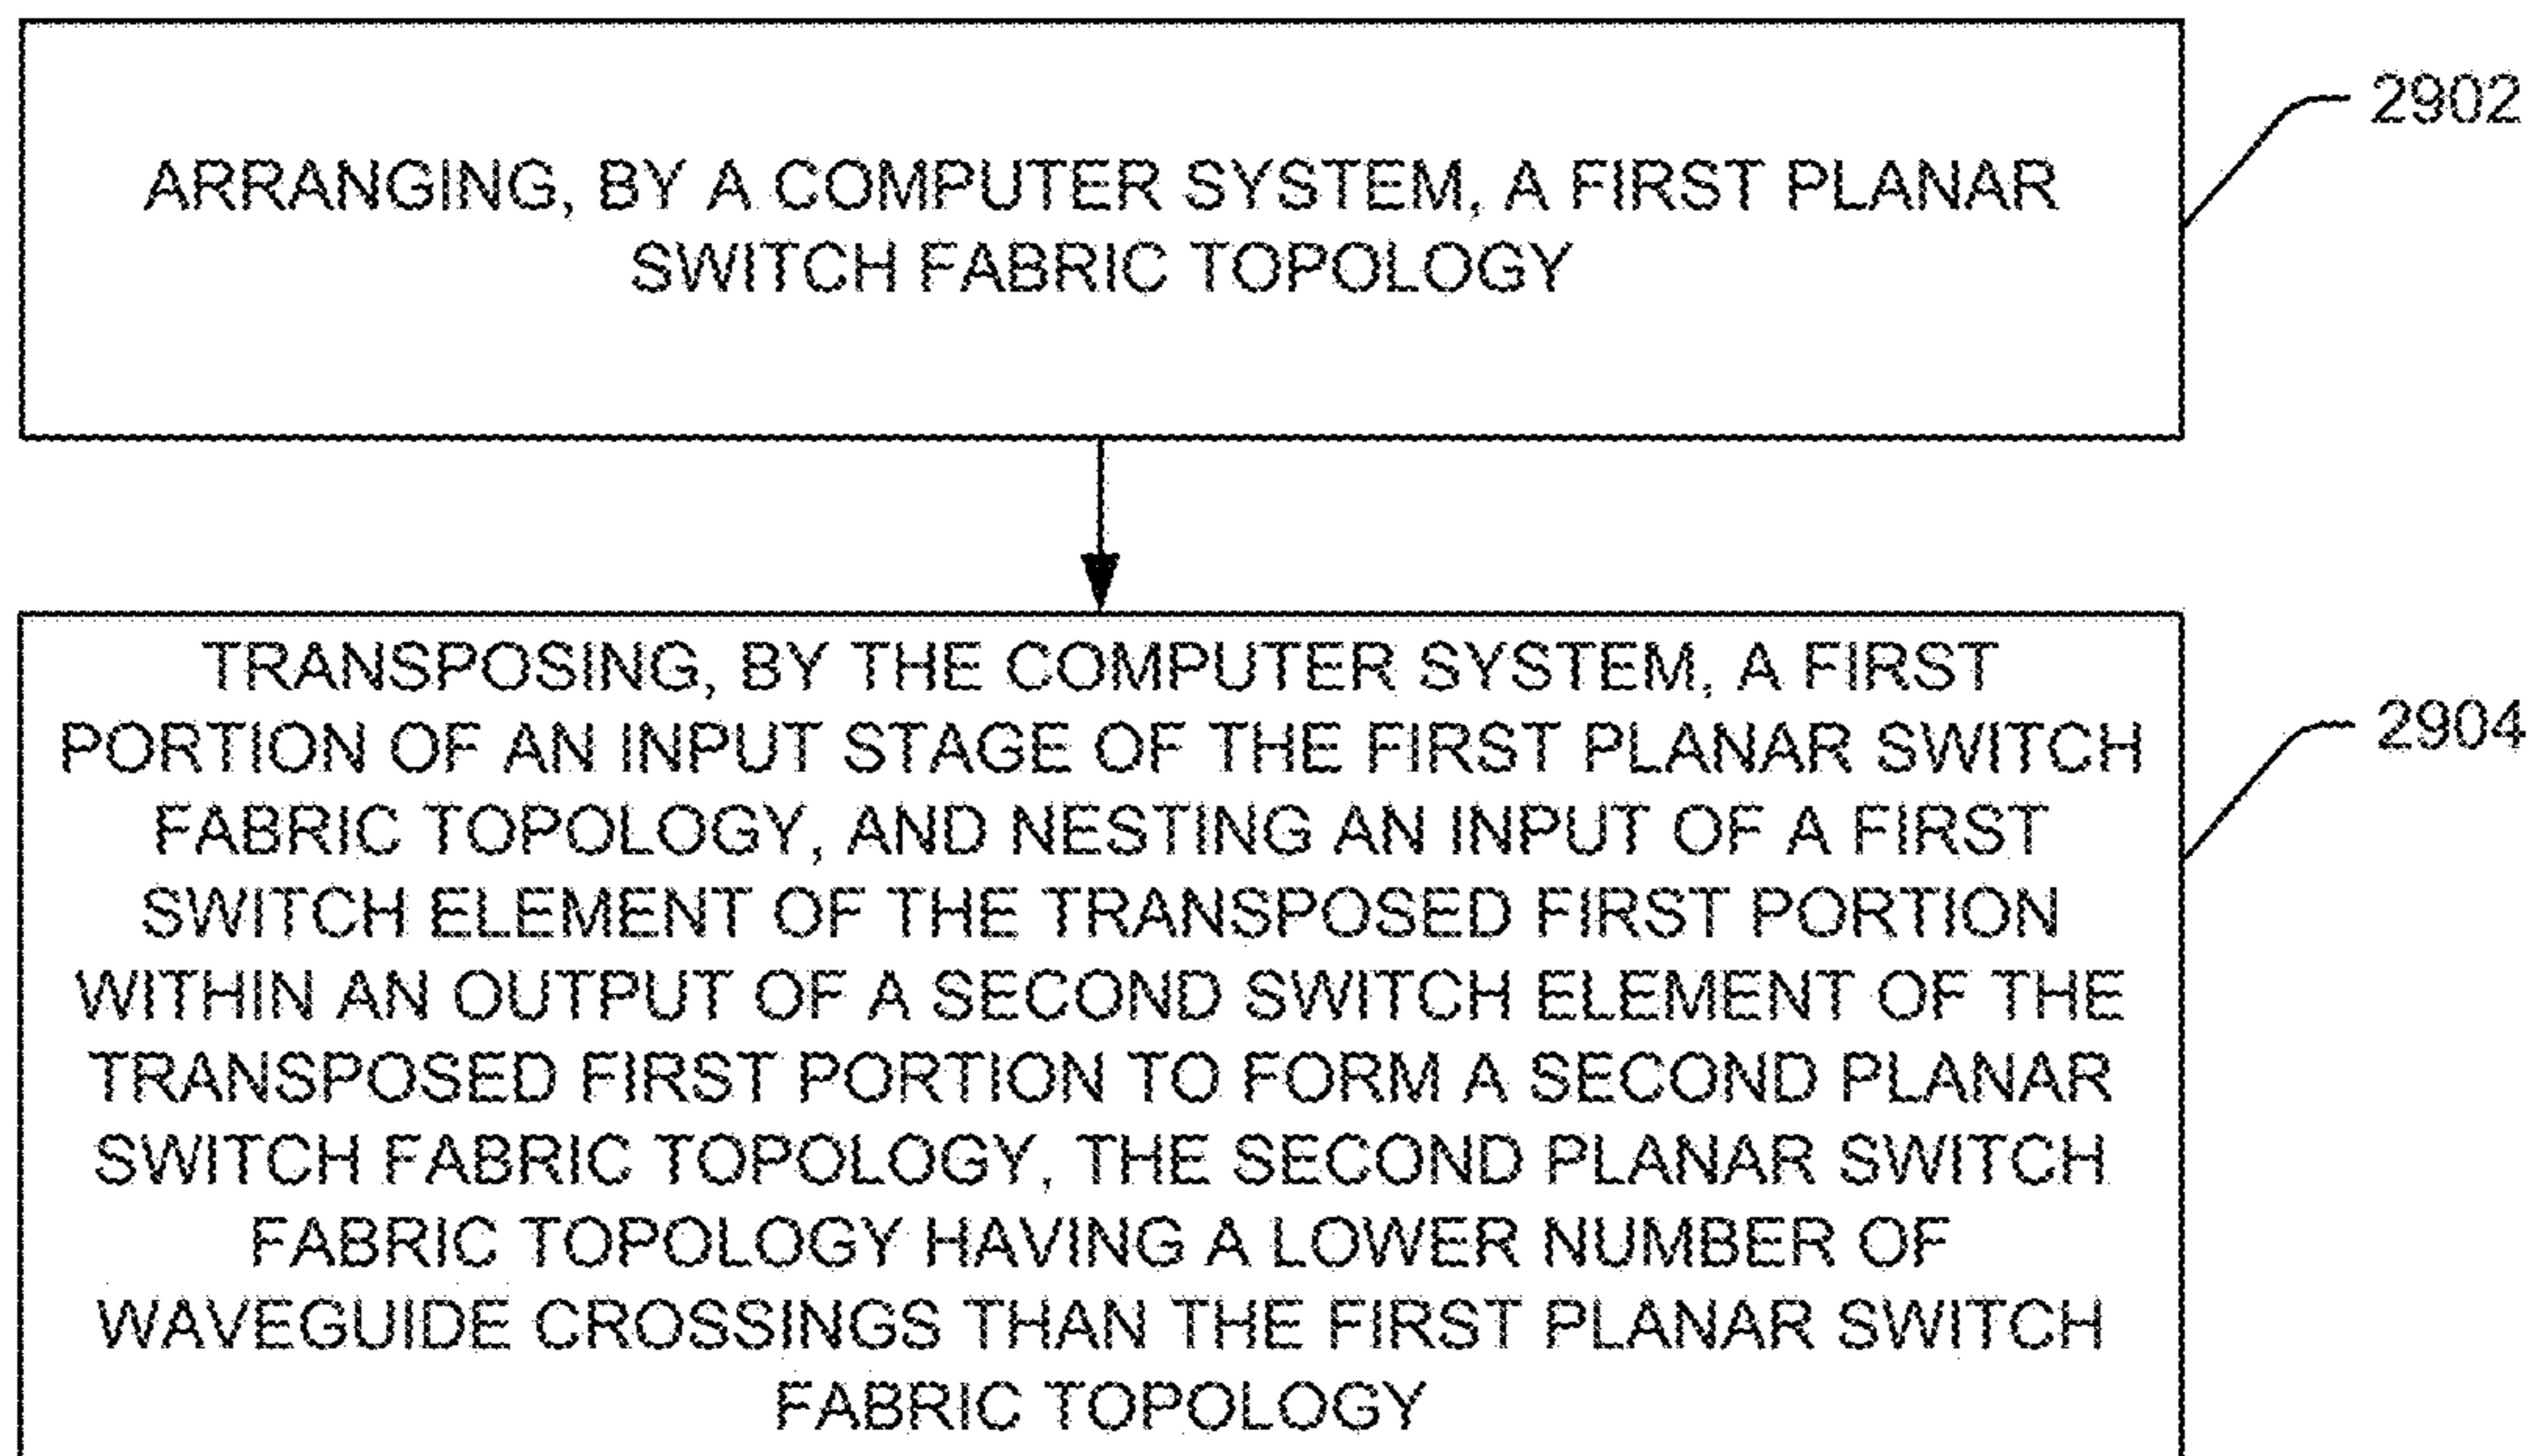 ARRANGING, BY A COMPUTER SYSTEM, A FIRST PLANAR
SWITCH FABRIC TOPOLOGY
2902
TRANSPOSING, BY THE COMPUTER SYSTEM, A FIRST
PORTION OF AN INPUT STAGE OF THE FIRST PLANAR SWITCH
FABRIC TOPOLOGY, AND NESTING AN INPUT OF A FIRST
SWITCH ELEMENT OF THE TRANSPOSED FIRST PORTION
WITHIN AN OUTPUT OF A SECOND SWITCH ELEMENT OF THE
TRANSPOSED FIRST PORTION TO FORM A SECOND PLANAR
SWITCH FABRIC TOPOLOGY, THE SECOND PLANAR SWITCH
FABRIC TOPOLOGY HAVING A LOWER NUMBER OF
WAVEGUIDE CROSSINGS THAN THE FIRST PLANAR SWITCH
FABRIC TOPOLOGY
2904